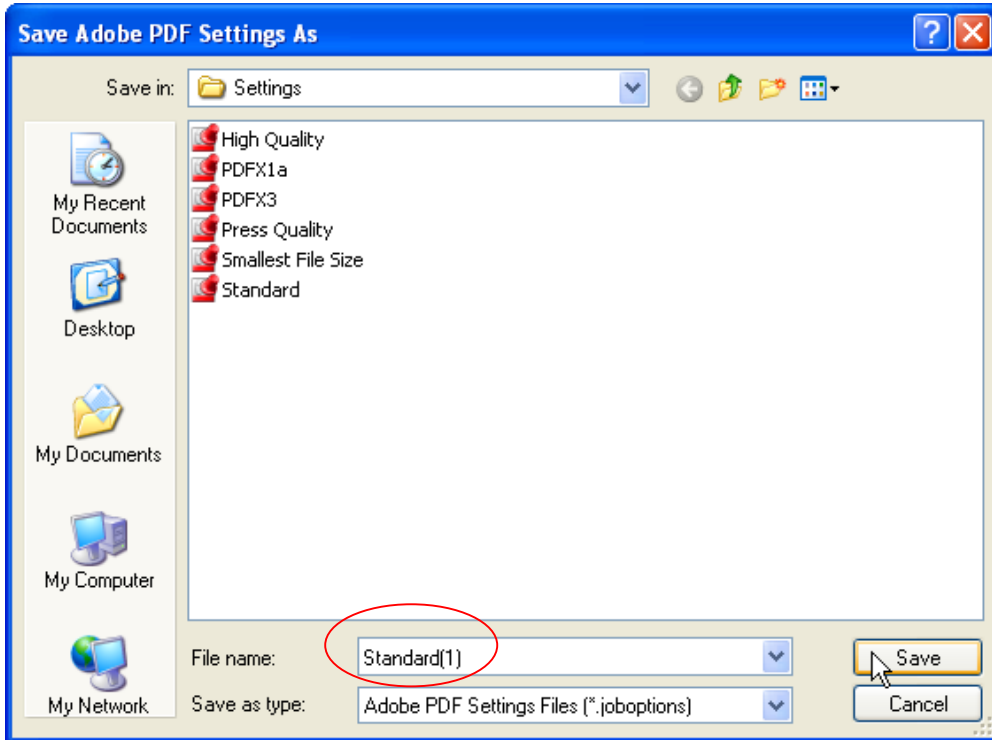 Save Adobe PDF Settings As
Save in:
Settings
My Recent
Documents
Desktop
My Documents
My Computer
My Network
High Quality
PDFX1a
PDFX3
Press Quality
Smallest File Size
Standard
File name:
Standard(1)
Save
Save as type:
Adobe PDF Settings Files (*.joboptions)
Cancel